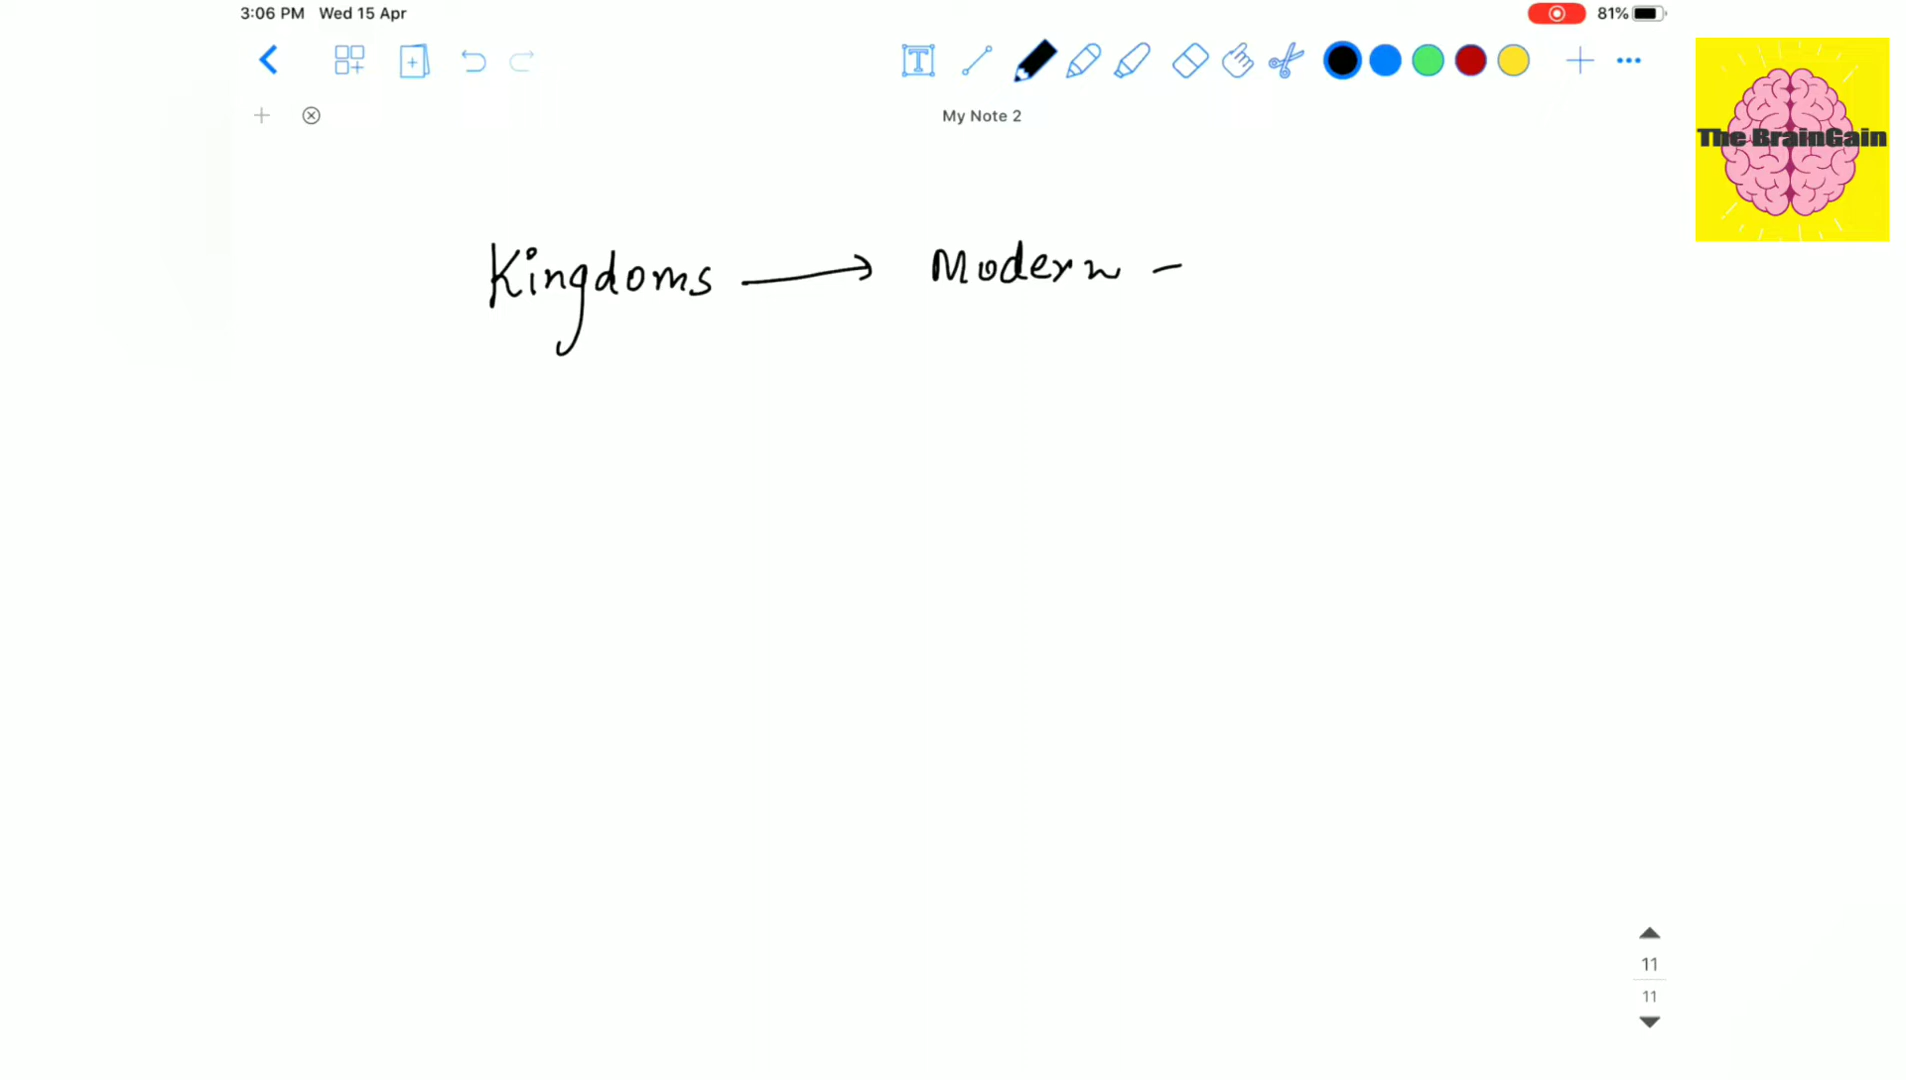 3:06 PM Wed 15 Apr 81%
My Note 2
The BrainGain
Kingdoms → Modern -
11
11